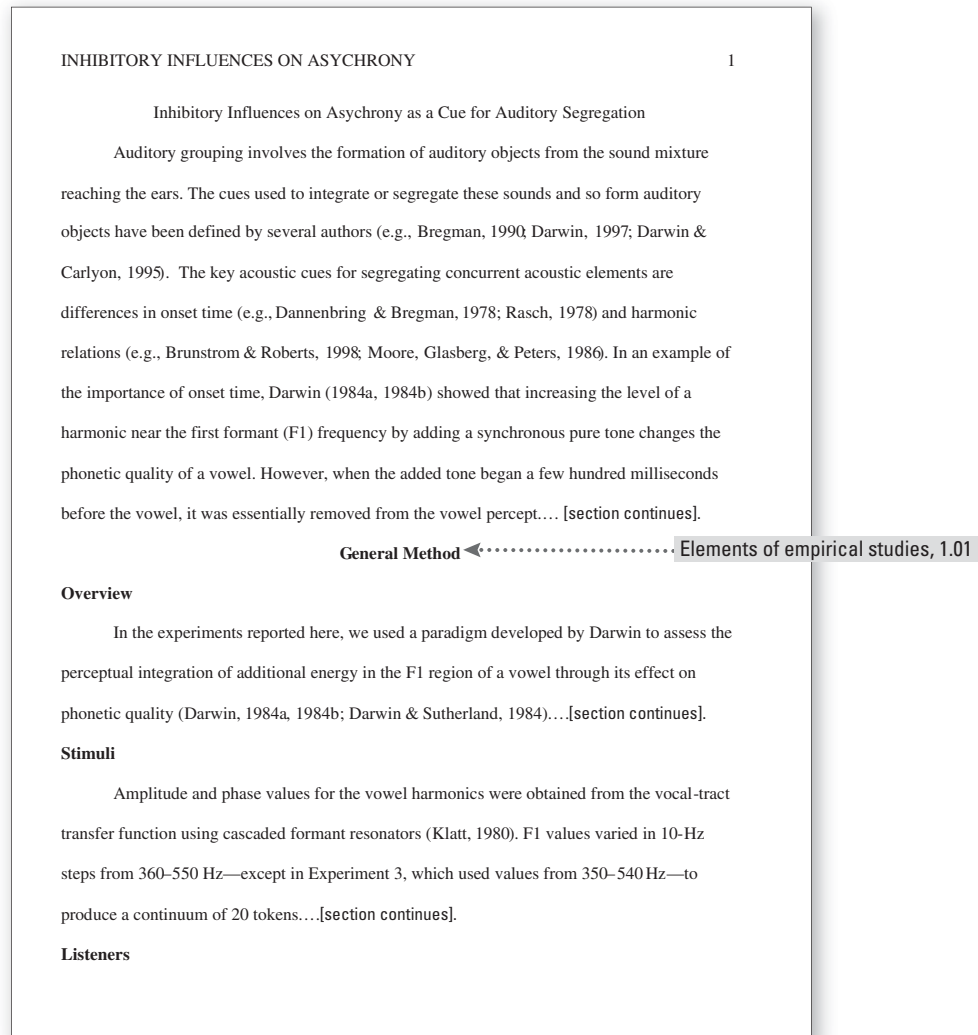 INHIBITORY INFLUENCES ON ASYCHRONY 1
Inhibitory Influences on Asychrony as a Cue for Auditory Segregation
Auditory grouping involves the formation of auditory objects from the sound mixture
reaching the ears. The cues used to integrate or segregate these sounds and so form auditory
objects have been defined by several authors (e.g., Bregman, 1990; Darwin, 1997; Darwin &
Carlyon, 1995). The key acoustic cues for segregating concurrent acoustic elements are
differences in onset time (e.g., Dannenbring & Bregman, 1978; Rasch, 1978) and harmonic
relations (e.g., Brunstrom & Roberts, 1998; Moore, Glasberg, & Peters, 1986). In an example of
the importance of onset time, Darwin (1984a, 1984b) showed that increasing the level of a
harmonic near the first formant (F1) frequency by adding a synchronous pure tone changes the
phonetic quality of a vowel. However, when the added tone began a few hundred milliseconds
before the vowel, it was essentially removed from the vowel percept.… [section continues].
General Method
Elements of empirical studies, 1.01
Overview
In the experiments reported here, we used a paradigm developed by Darwin to assess the
perceptual integration of additional energy in the F1 region of a vowel through its effect on
phonetic quality (Darwin, 1984a, 1984b; Darwin & Sutherland, 1984).…[section continues].
Stimuli
Amplitude and phase values for the vowel harmonics were obtained from the vocal-tract
transfer function using cascaded formant resonators (Klatt, 1980). F1 values varied in 10-Hz
steps from 360–550 Hz—except in Experiment 3, which used values from 350–540 Hz—to
produce a continuum of 20 tokens.…[section continues].
Listeners